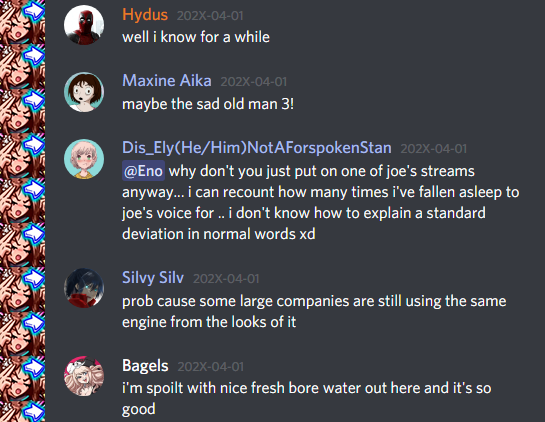 Hydus 202X-04-01
well i know for a while
Maxine Aika 202X-04-01
maybe the sad old man 3!
Dis_Ely(He/Him)NotAForspokenStan 202X-04-01
@Eno why don't you just put on one of joe's streams
anyway... i can recount how many times i've fallen asleep to
joe's voice for .. i don't know how to explain a standard
deviation in normal words xd
Silvy Silv 202X-04-01
prob cause some large companies are still using the same
engine from the looks of it
Bagels 202X-04-01
i'm spoilt with nice fresh bore water out here and it's so
good